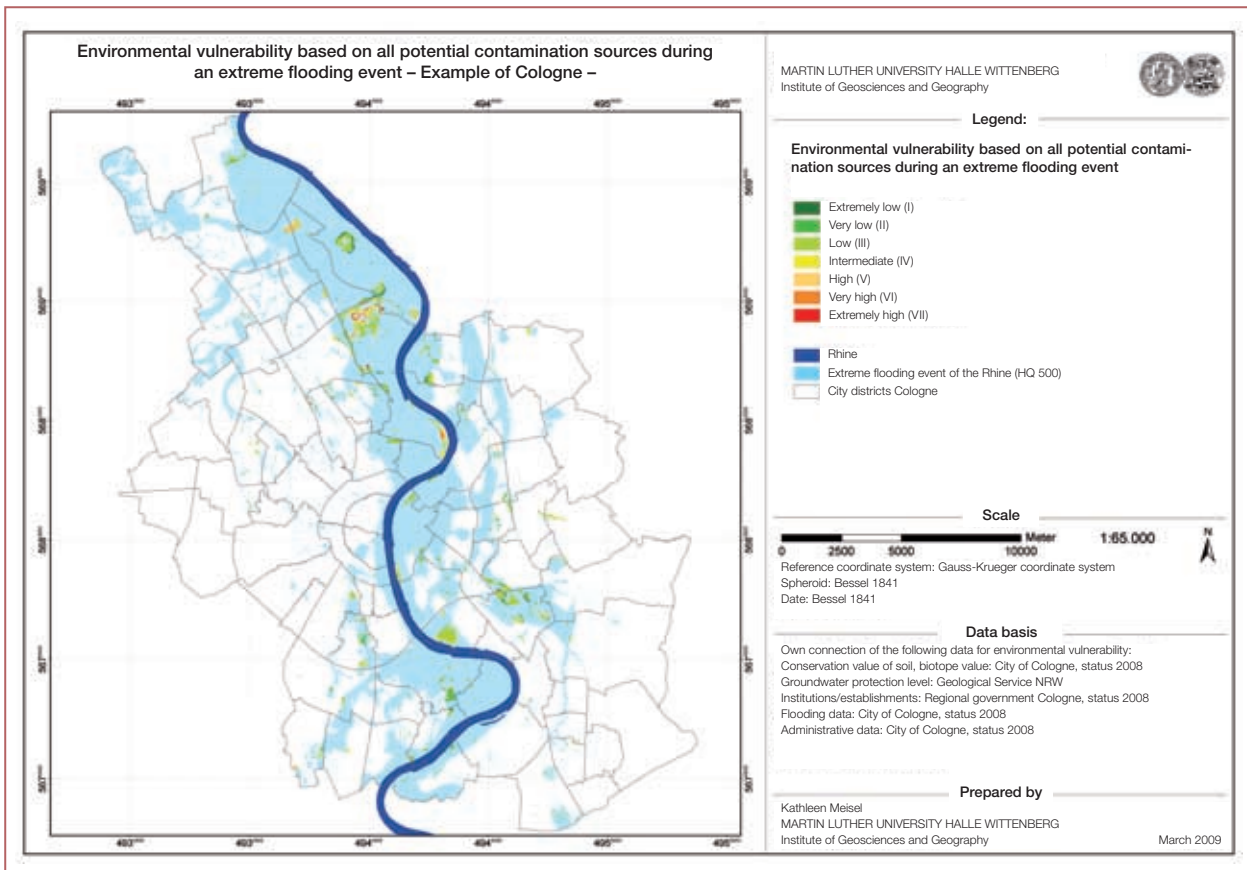 Environmental vulnerability based on all potential contamination sources during
an extreme flooding event – Example of Cologne –
MARTIN LUTHER UNIVERSITY HALLE WITTENBERG
Institute of Geosciences and Geography
Legend:
Environmental vulnerability based on all potential contami-
nation sources during an extreme flooding event
Extremely low (I)
Very low (II)
Low (III)
Intermediate (IV)
High (V)
Very high (VI)
Extremely high (VII)
Rhine
Extreme flooding event of the Rhine (HQ 500)
City districts Cologne
Scale
Meter 1:65.000 N
0 2500 5000 10000
Reference coordinate system: Gauss-Krueger coordinate system
Spheroid: Bessel 1841
Date: Bessel 1841
Data basis
Own connection of the following data for environmental vulnerability:
Conservation value of soil, biotope value: City of Cologne, status 2008
Groundwater protection level: Geological Service NRW
Institutions/establishments: Regional government Cologne, status 2008
Flooding data: City of Cologne, status 2008
Administrative data: City of Cologne, status 2008
Prepared by
Kathleen Meisel
MARTIN LUTHER UNIVERSITY HALLE WITTENBERG
Institute of Geosciences and Geography March 2009